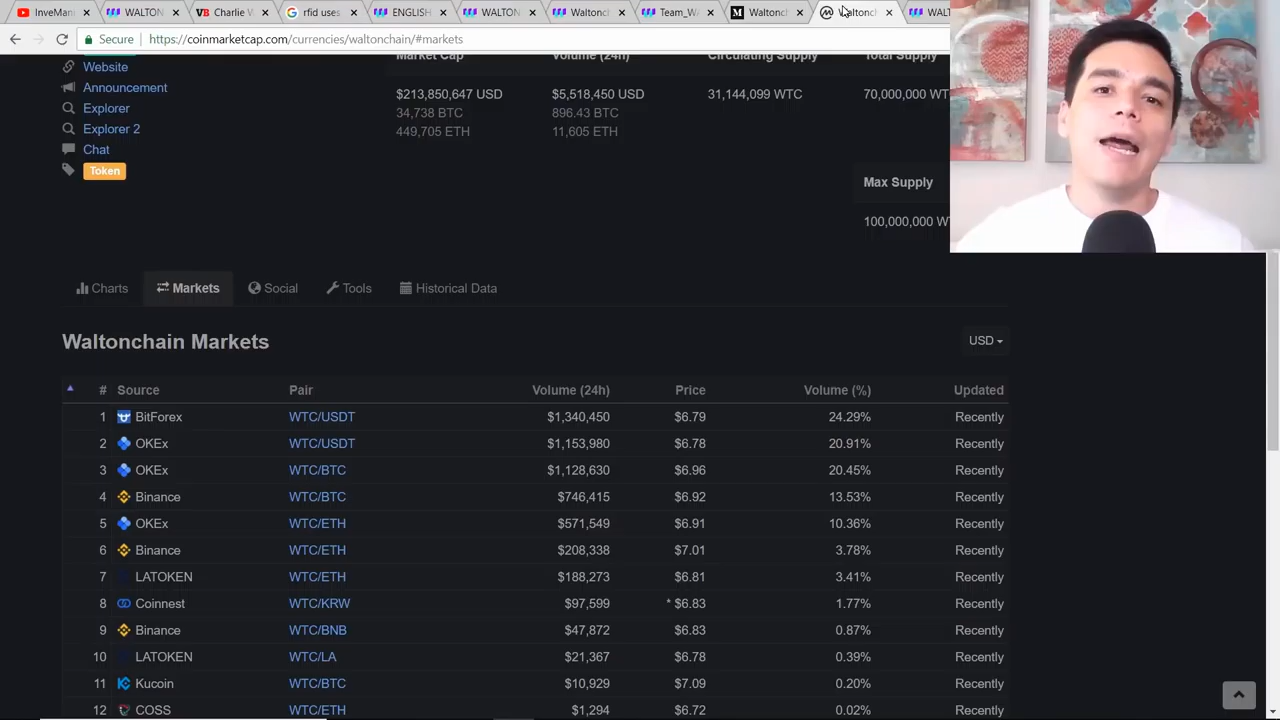 InveMani
WALTON
Charlie W
rfid uses
ENGLISH
WALTON
Waltonch
Team_Wa
Waltonch
Waltonch
WALT
Secure
https://coinmarketcap.com/currencies/waltonchain/#markets
Website
Announcement
Explorer
Explorer 2
Chat
Token
Market Cap Volume (24h) Circulating Supply Total Supply
$213,850,647 USD $5,518,450 USD 31,144,099 WTC 70,000,000 WT
34,738 BTC 896.43 BTC
449,705 ETH 11,605 ETH
Max Supply
100,000,000 W
Charts Markets Social Tools Historical Data
Waltonchain Markets USD
# Source Pair Volume (24h) Price Volume (%) Updated
1 BitForex WTC/USDT $1,340,450 $6.79 24.29% Recently
2 OKEx WTC/USDT $1,153,980 $6.78 20.91% Recently
3 OKEx WTC/BTC $1,128,630 $6.96 20.45% Recently
4 Binance WTC/BTC $746,415 $6.92 13.53% Recently
5 OKEx WTC/ETH $571,549 $6.91 10.36% Recently
6 Binance WTC/ETH $208,338 $7.01 3.78% Recently
7 LATOKEN WTC/ETH $188,273 $6.81 3.41% Recently
8 Coinnest WTC/KRW $97,599 * $6.83 1.77% Recently
9 Binance WTC/BNB $47,872 $6.83 0.87% Recently
10 LATOKEN WTC/LA $21,367 $6.78 0.39% Recently
11 Kucoin WTC/BTC $10,929 $7.09 0.20% Recently
12 COSS WTC/ETH $1,294 $6.72 0.02% Recently